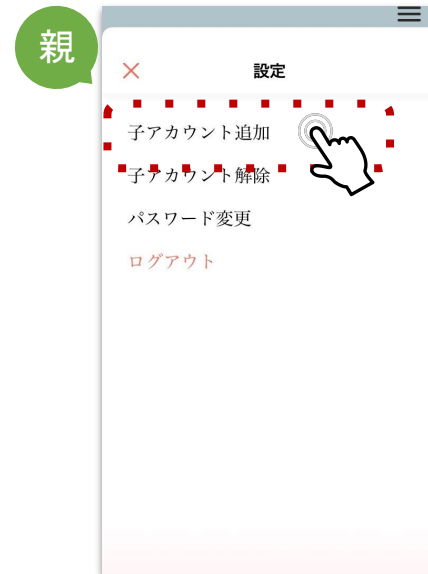 親
設定
子アカウント追加
子アカウント解除
パスワード変更
ログアウト